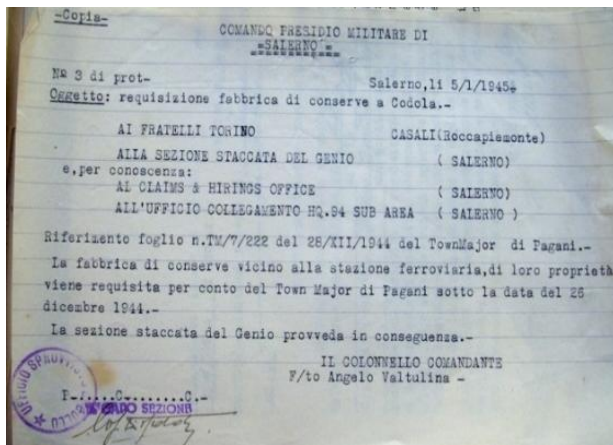 -Copia-
COMANDO PRESIDIO MILITARE DI
=SALERNO=
N° 3 di prot-
Salerno,li 5/1/1945.
Oggetto: requisizione fabbrica di conserve a Codola.-
AI FRATELLI TORINO CASALI(Roccapiemonte)
ALLA SEZIONE STACCATA DEL GENIO ( SALERNO)
e,per conoscenza:
AL CLAIMS & HIRINGS OFFICE ( SALERNO)
ALL'UFFICIO COLLEGAMENTO HQ.94 SUB AREA ( SALERNO )
Riferimento foglio n.TM/7/222 del 28/XII/1944 del TownMajor di Pagani.-
La fabbrica di conserve vicino alla stazione ferroviaria,di loro proprietà
viene requisita per conto del Town Major di Pagani sotto la data del 26
dicembre 1944.-
La sezione staccata del Genio provveda in conseguenza.-
IL COLONNELLO COMANDANTE
F/to Angelo Valtulina -
P.....C........C.-
SEZIONE
UFFICIO